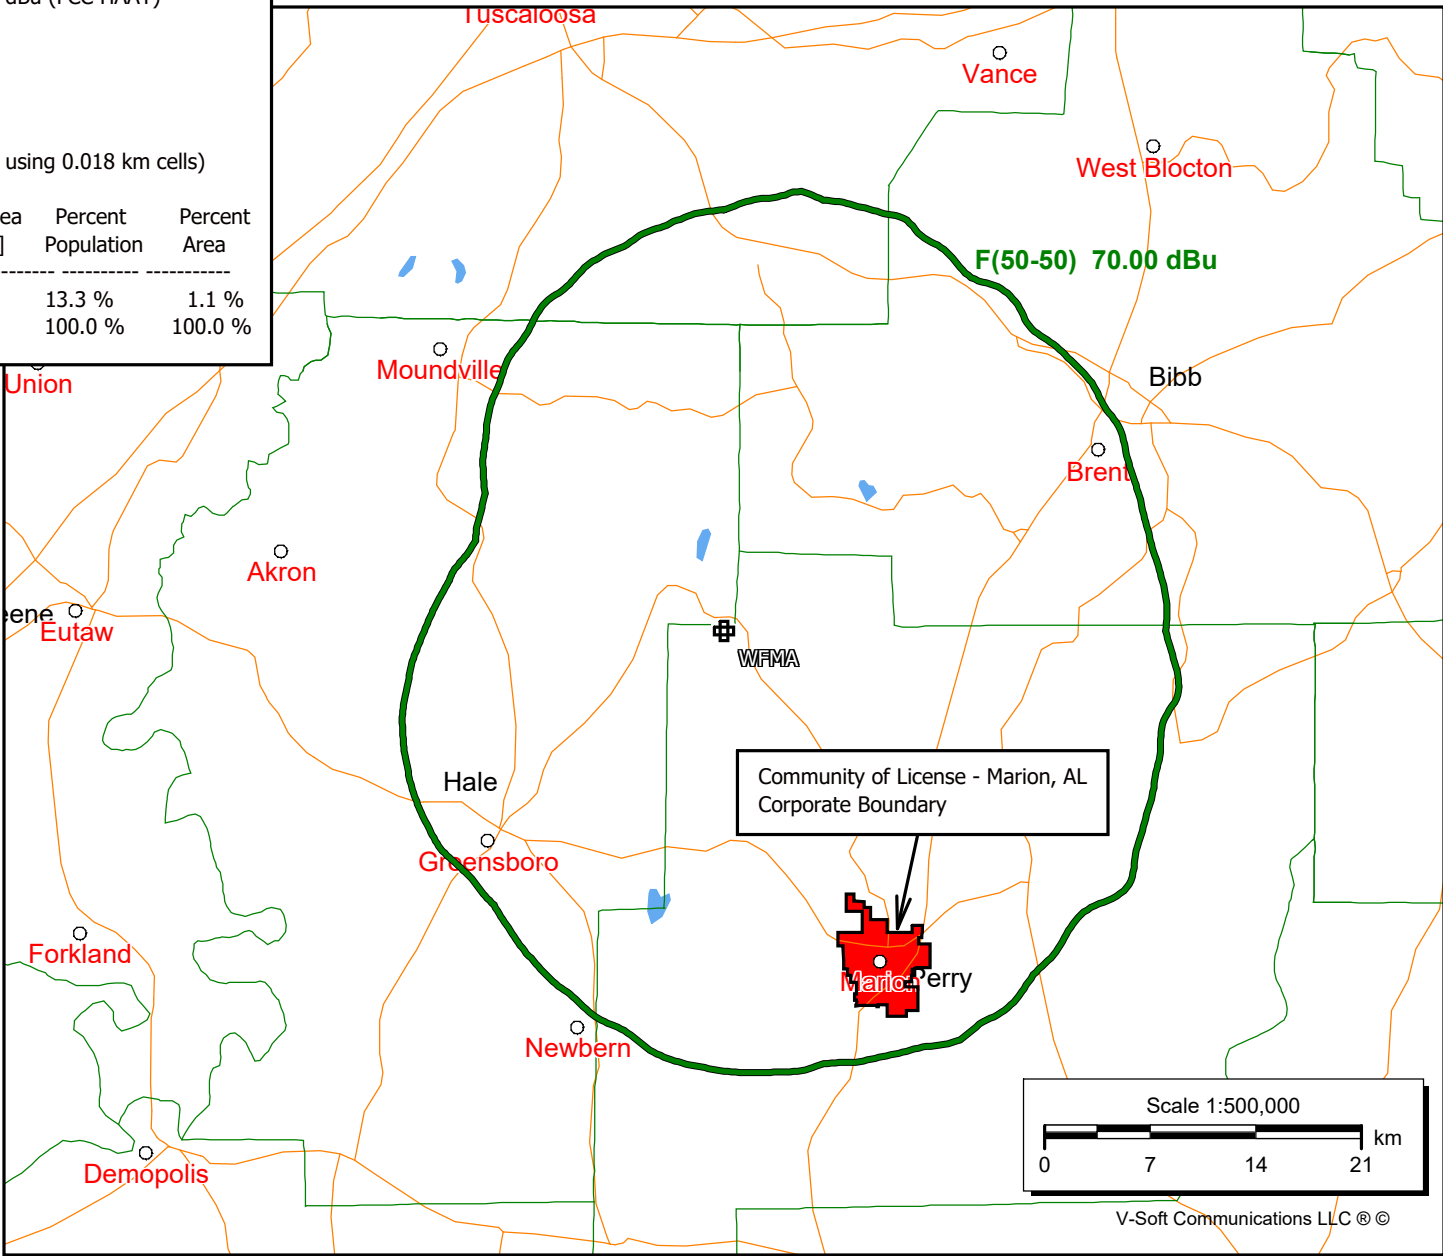 Tuscaloosa
using 0.018 km cells)
Percent Percent
] Population Area
-------- ----------- ------------
13.3 % 1.1 %
100.0 % 100.0 %
Vance
West Blocton
F(50-50) 70.00 dBu
Union
Moundville
Bibb
Brent
Akron
Eutaw
WFMA
Hale
Community of License - Marion, AL
Corporate Boundary
Greensboro
Forkland
Marion
Perry
Newbern
Demopolis
Scale 1:500,000
km
0 7 14 21
V-Soft Communications LLC ® ©